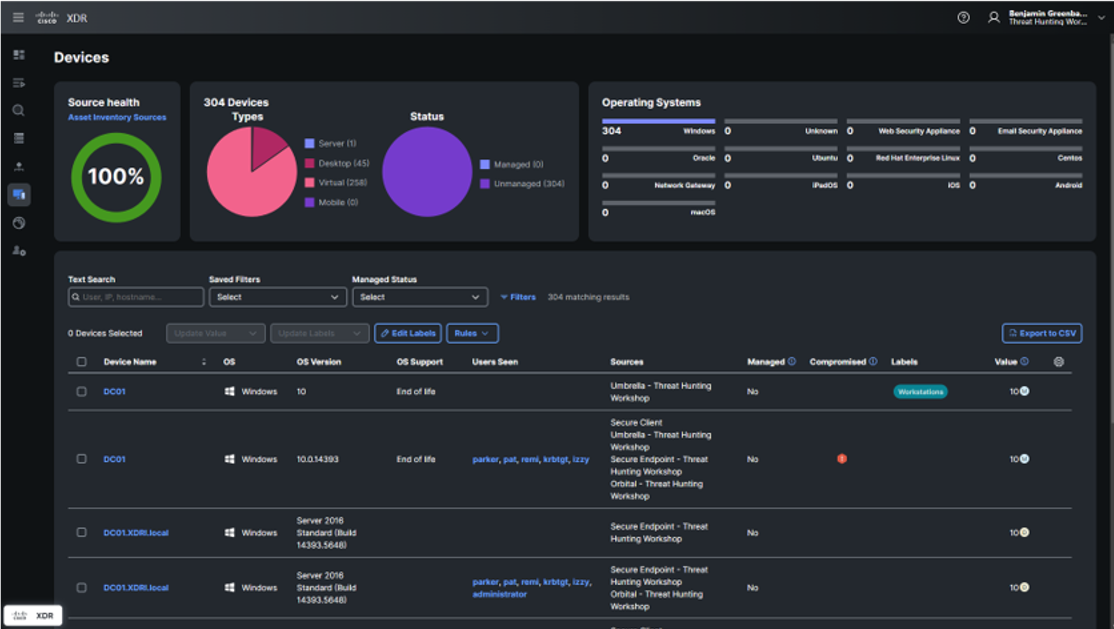 cisco XDR
Benjamin Greenba...
Threat Hunting Wor...
Devices
Source health
Asset Inventory Sources
100%
304 Devices
Types
Server (1)
Desktop (45)
Virtual (258)
Mobile (0)
Status
Managed (0)
Unmanaged (304)
Operating Systems
304 Windows
0 Unknown
0 Web Security Appliance
0 Email Security Appliance
0 Oracle
0 Ubuntu
0 Red Hat Enterprise Linux
0 Centos
0 Network Gateway
0 iPadOS
0 iOS
0 Android
0 macOS
Text Search
User, IP, hostname...
Saved Filters
Select
Managed Status
Select
Filters
304 matching results
0 Devices Selected
Update Value
Update Labels
Edit Labels
Rules
Export to CSV
Device Name OS OS Version OS Support Users Seen Sources Managed Compromised Labels Value
DC01 Windows 10 End of life
Umbrella - Threat Hunting
Workshop
No Workstations 10
DC01 Windows 10.0.14393 End of life parker, pat, remi, krbtgt, izzy
Secure Client
Umbrella - Threat Hunting
Workshop
Secure Endpoint - Threat
Hunting Workshop
Orbital - Threat Hunting
Workshop
No 10
DC01.XDRI.local Windows
Server 2016
Standard (Build
14393.5648)
Secure Endpoint - Threat
Hunting Workshop
No 10
DC01.XDRI.local Windows
Server 2016
Standard (Build
14393.5648)
parker, pat, remi, krbtgt, izzy,
administrator
Secure Endpoint - Threat
Hunting Workshop
Orbital - Threat Hunting
Workshop
No 10
cisco XDR